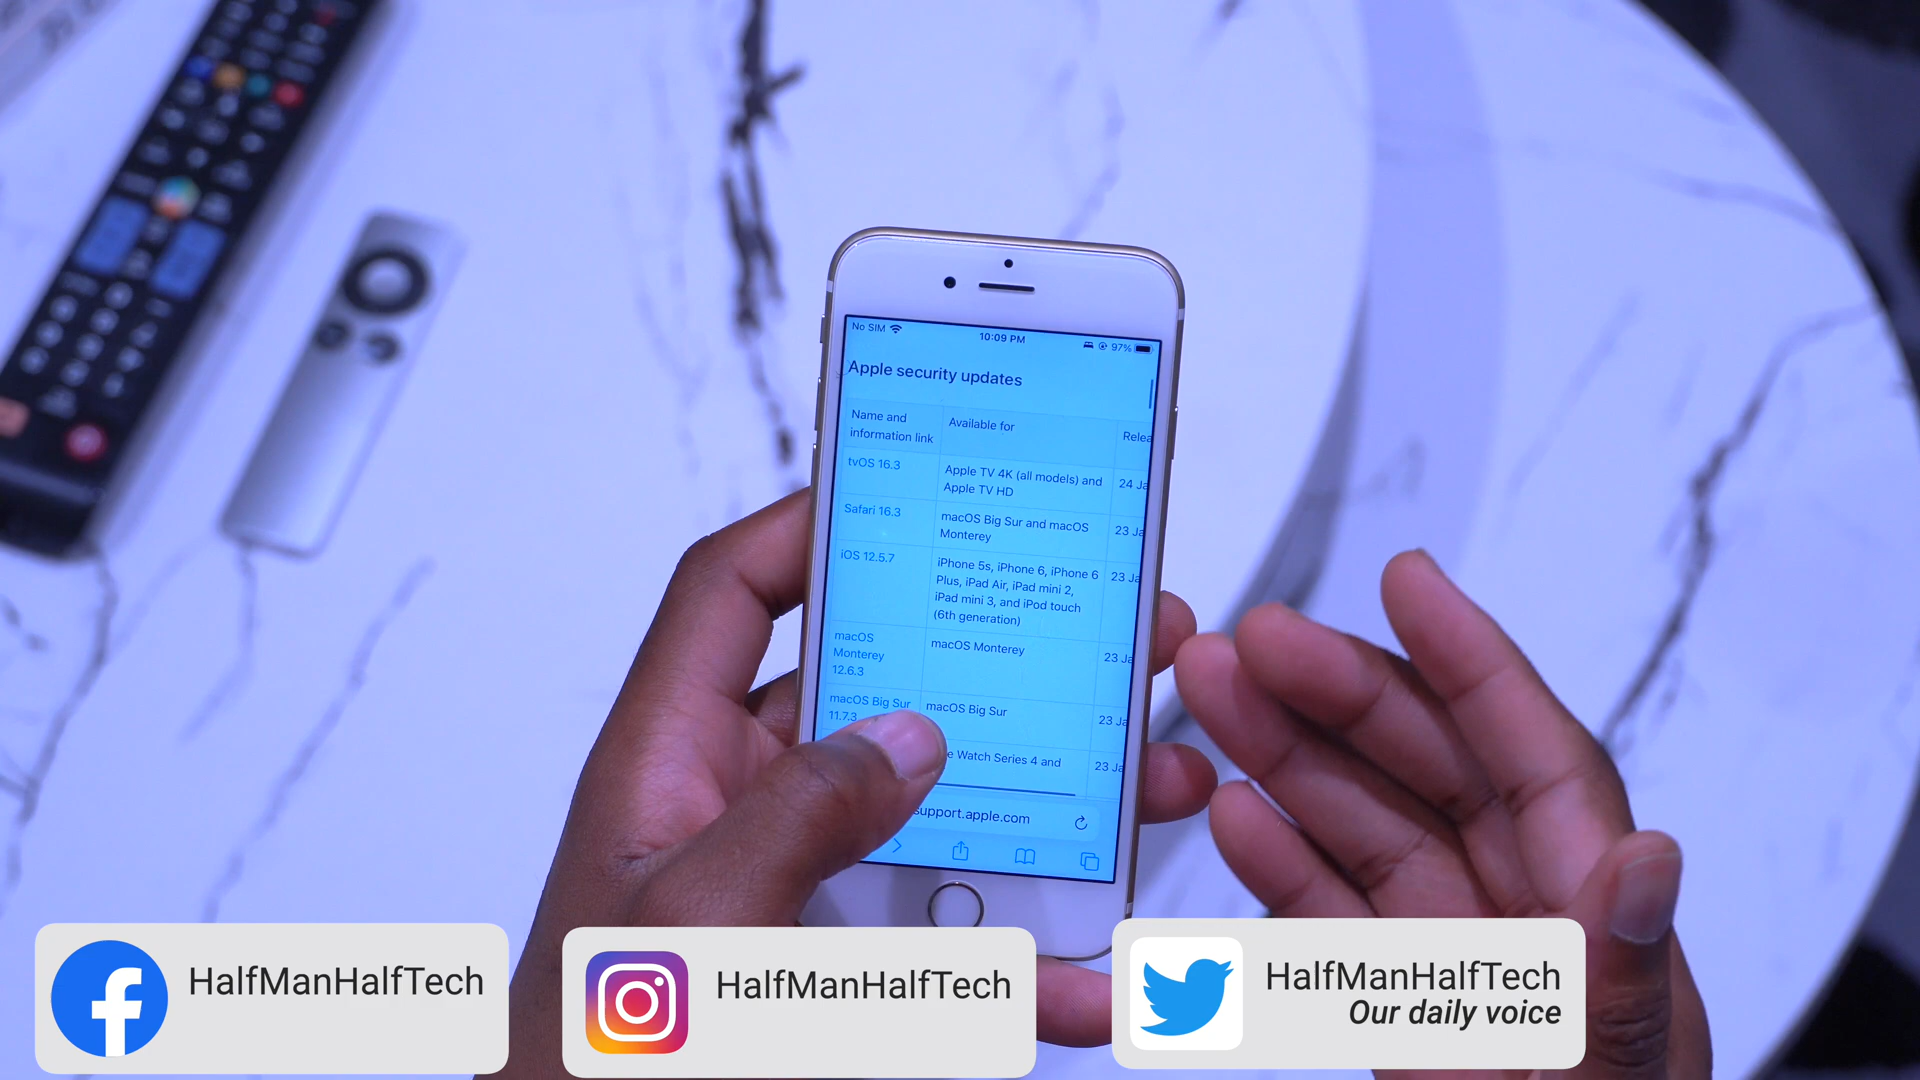 No SIM
10:09 PM
97%
Apple security updates
Name and
information link
Available for
Relea
tvOS 16.3
Apple TV 4K (all models) and
Apple TV HD
24 Ja
Safari 16.3
macOS Big Sur and macOS
Monterey
23 Ja
iOS 12.5.7
iPhone 5s, iPhone 6, iPhone 6
Plus, iPad Air, iPad mini 2,
iPad mini 3, and iPod touch
(6th generation)
23 Ja
macOS
Monterey
12.6.3
macOS Monterey
23 Ja
macOS Big Sur
11.7.3
macOS Big Sur
23 Ja
e Watch Series 4 and
23 Ja
support.apple.com
HalfManHalfTech
HalfManHalfTech
HalfManHalfTech
Our daily voice